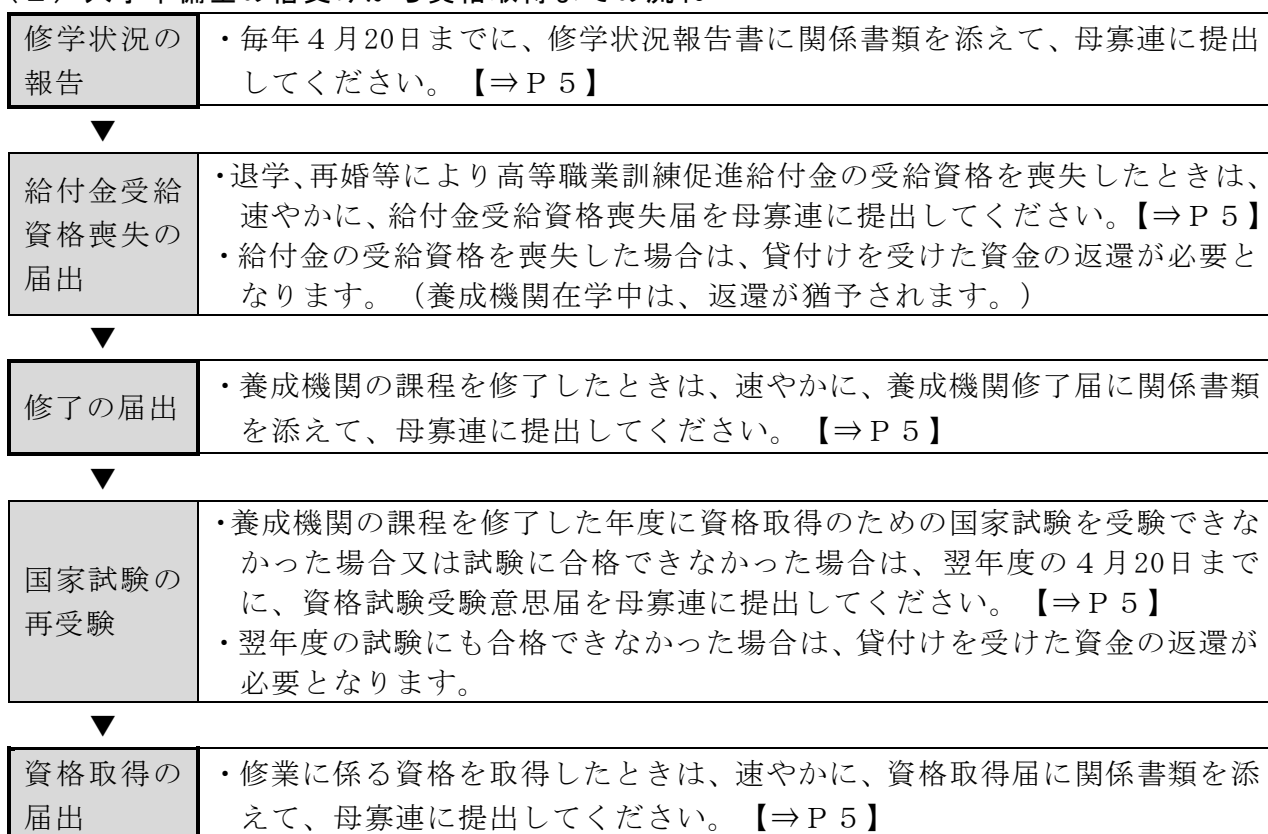 修学状況の
報告
・毎年４月20日までに、修学状況報告書に関係書類を添えて、母寡連に提出
してください。【⇒Ｐ５】
▼
給付金受給
資格喪失の
届出
・退学、再婚等により高等職業訓練促進給付金の受給資格を喪失したときは、
速やかに、給付金受給資格喪失届を母寡連に提出してください。【⇒Ｐ５】
・給付金の受給資格を喪失した場合は、貸付けを受けた資金の返還が必要と
なります。（養成機関在学中は、返還が猶予されます。）
▼
修了の届出
・養成機関の課程を修了したときは、速やかに、養成機関修了届に関係書類
を添えて、母寡連に提出してください。【⇒Ｐ５】
▼
国家試験の
再受験
・養成機関の課程を修了した年度に資格取得のための国家試験を受験できな
かった場合又は試験に合格できなかった場合は、翌年度の４月20日まで
に、資格試験受験意思届を母寡連に提出してください。【⇒Ｐ５】
・翌年度の試験にも合格できなかった場合は、貸付けを受けた資金の返還が
必要となります。
▼
資格取得の
届出
・修業に係る資格を取得したときは、速やかに、資格取得届に関係書類を添
えて、母寡連に提出してください。【⇒Ｐ５】